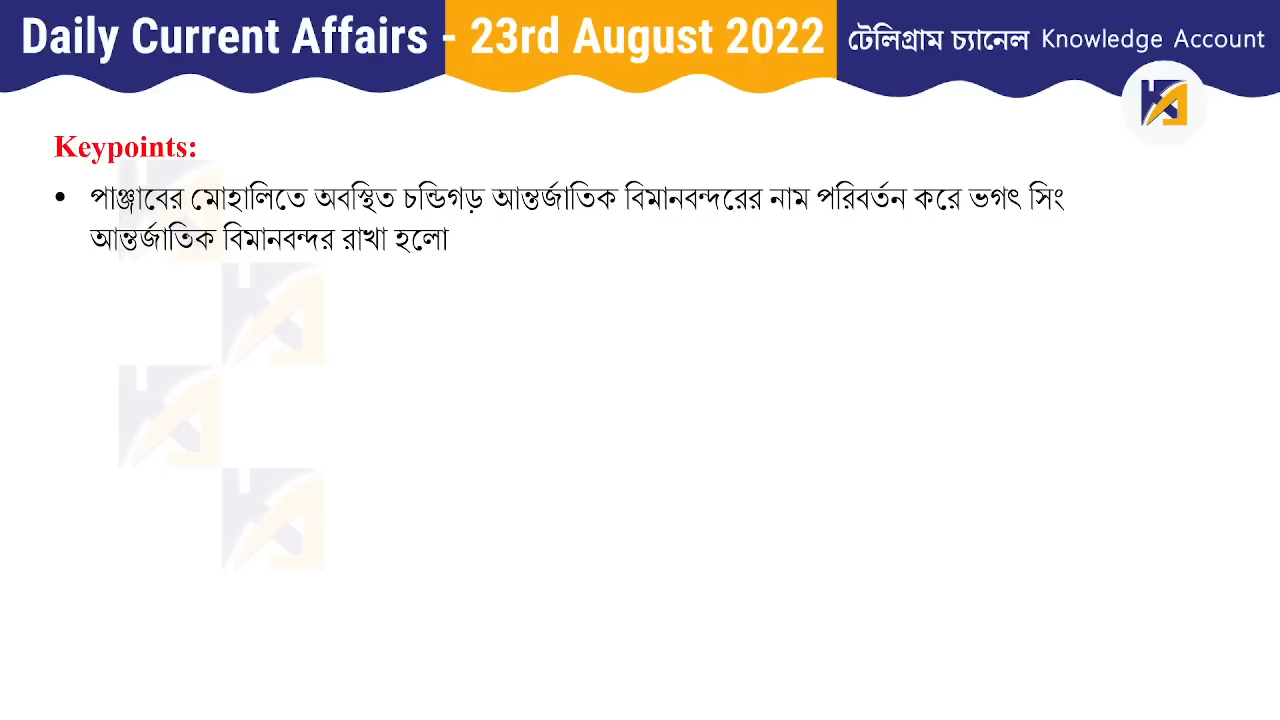 Daily Current Affairs - 23rd August 2022 টেলিগ্রাম চ্যানেল Knowledge Account
Keypoints:
• পাঞ্জাবের মোহালিতে অবস্থিত চন্ডিগড় আন্তর্জাতিক বিমানবন্দরের নাম পরিবর্তন করে ভগৎ সিং
আন্তর্জাতিক বিমানবন্দর রাখা হলো